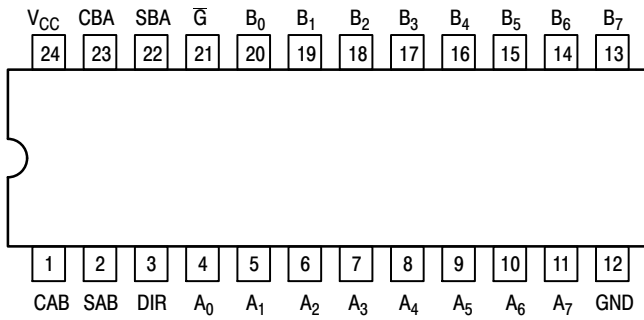 V_CC CBA SBA G̅ B₀ B₁ B₂ B₃ B₄ B₅ B₆ B₇
24 23 22 21 20 19 18 17 16 15 14 13
1 2 3 4 5 6 7 8 9 10 11 12
CAB SAB DIR A₀ A₁ A₂ A₃ A₄ A₅ A₆ A₇ GND